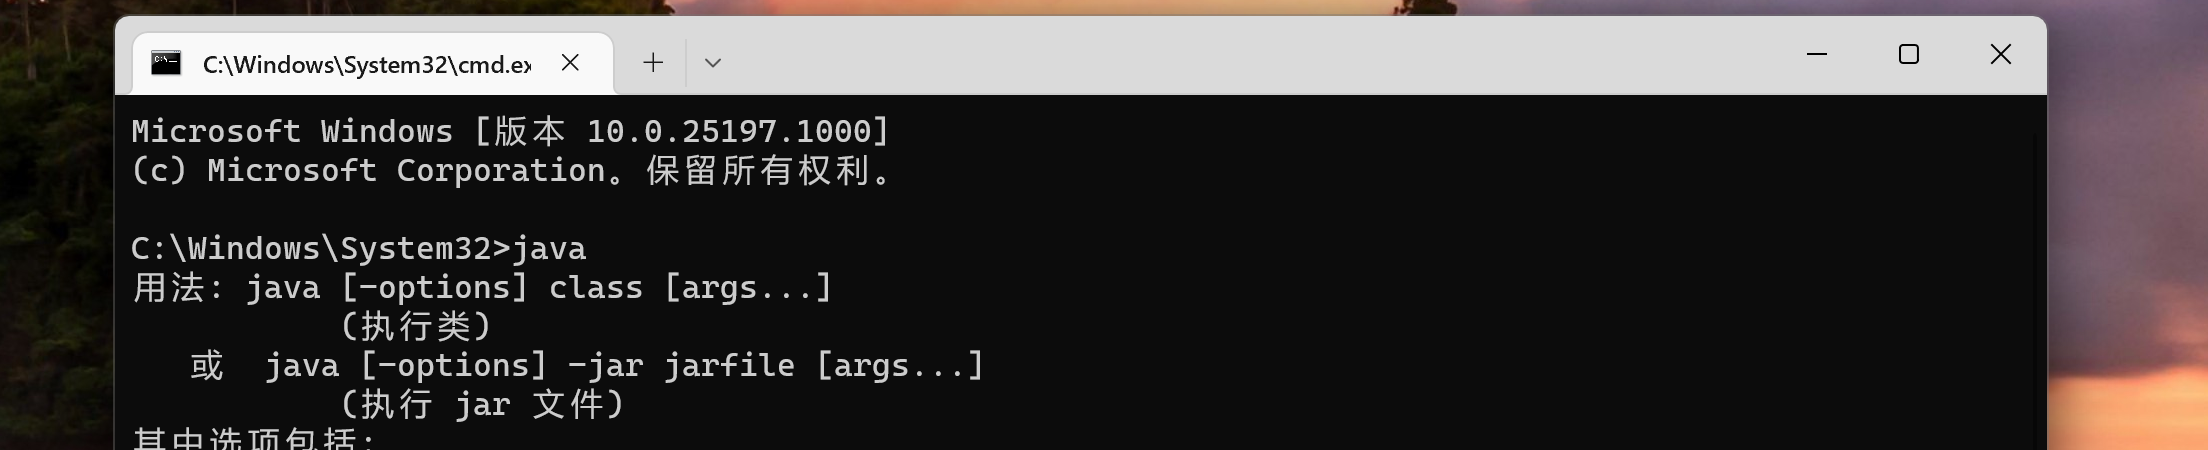 C:\Windows\System32\cmd.ex
Microsoft Windows [版本 10.0.25197.1000]
(c) Microsoft Corporation。保留所有权利。
C:\Windows\System32>java
用法: java [-options] class [args...]
(执行类)
或  java [-options] -jar jarfile [args...]
(执行 jar 文件)
其中选项包括: